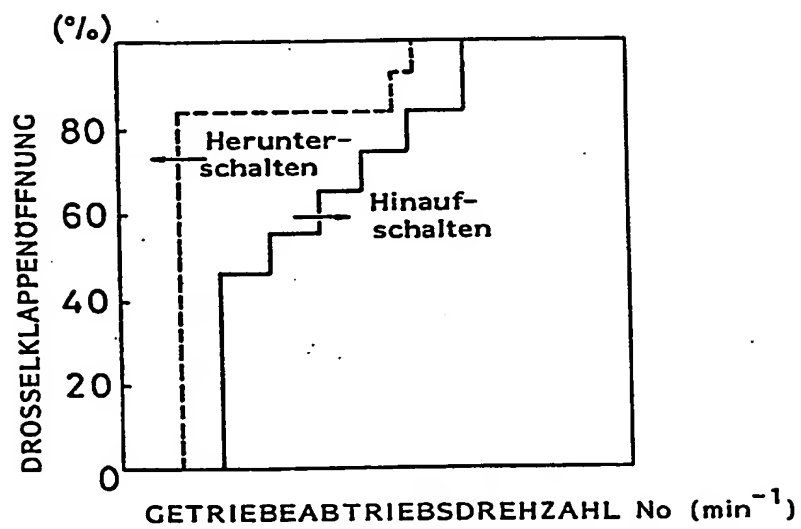 (%)
DROSSELKLAPPENÖFFNUNG
80
60
40
20
0
Herunter-
schalten
Hinauf-
schalten
GETRIEBEABTRIEBSDREHZAHL No (min⁻¹)